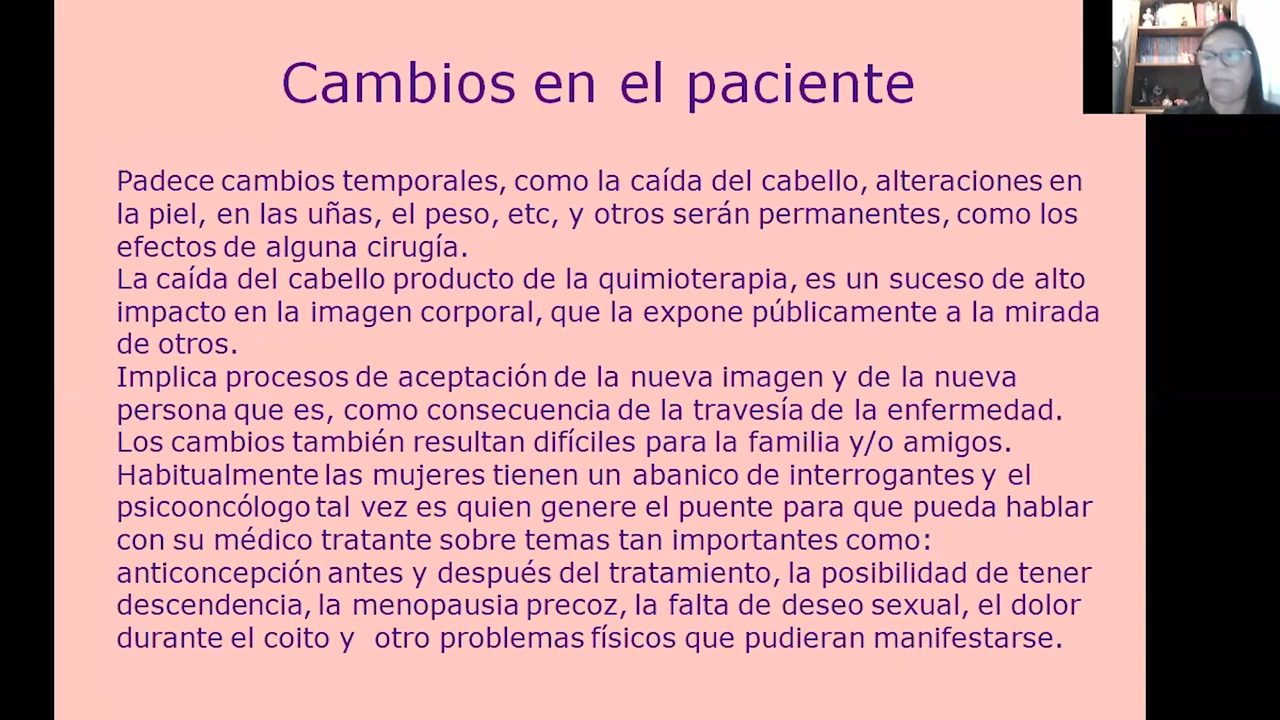 Cambios en el paciente
Padece cambios temporales, como la caída del cabello, alteraciones en
la piel, en las uñas, el peso, etc, y otros serán permanentes, como los
efectos de alguna cirugía.
La caída del cabello producto de la quimioterapia, es un suceso de alto
impacto en la imagen corporal, que la expone públicamente a la mirada
de otros.
Implica procesos de aceptación de la nueva imagen y de la nueva
persona que es, como consecuencia de la travesía de la enfermedad.
Los cambios también resultan difíciles para la familia y/o amigos.
Habitualmente las mujeres tienen un abanico de interrogantes y el
psicooncólogo tal vez es quien genere el puente para que pueda hablar
con su médico tratante sobre temas tan importantes como:
anticoncepción antes y después del tratamiento, la posibilidad de tener
descendencia, la menopausia precoz, la falta de deseo sexual, el dolor
durante el coito y otro problemas físicos que pudieran manifestarse.